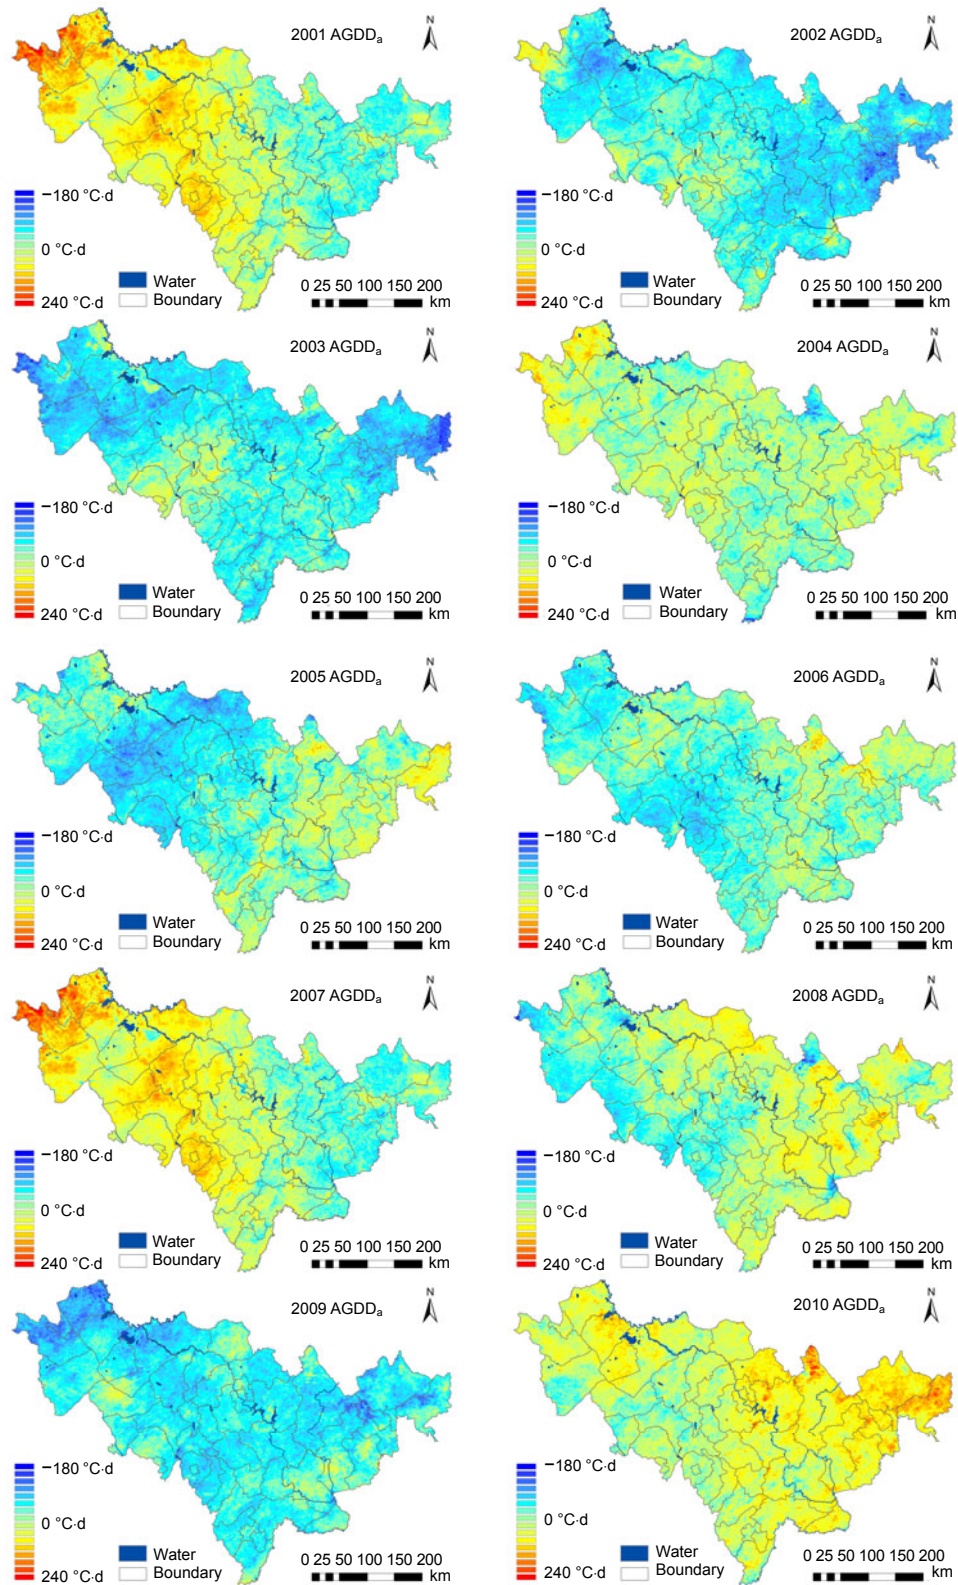 N
2001 AGDDa
−180 °C·d
0 °C·d
240 °C·d
Water
Boundary
0 25 50 100 150 200
km
N
2002 AGDDa
−180 °C·d
0 °C·d
240 °C·d
Water
Boundary
0 25 50 100 150 200
km
N
2003 AGDDa
−180 °C·d
0 °C·d
240 °C·d
Water
Boundary
0 25 50 100 150 200
km
N
2004 AGDDa
−180 °C·d
0 °C·d
240 °C·d
Water
Boundary
0 25 50 100 150 200
km
N
2005 AGDDa
−180 °C·d
0 °C·d
240 °C·d
Water
Boundary
0 25 50 100 150 200
km
N
2006 AGDDa
−180 °C·d
0 °C·d
240 °C·d
Water
Boundary
0 25 50 100 150 200
km
N
2007 AGDDa
−180 °C·d
0 °C·d
240 °C·d
Water
Boundary
0 25 50 100 150 200
km
N
2008 AGDDa
−180 °C·d
0 °C·d
240 °C·d
Water
Boundary
0 25 50 100 150 200
km
N
2009 AGDDa
−180 °C·d
0 °C·d
240 °C·d
Water
Boundary
0 25 50 100 150 200
km
N
2010 AGDDa
−180 °C·d
0 °C·d
240 °C·d
Water
Boundary
0 25 50 100 150 200
km